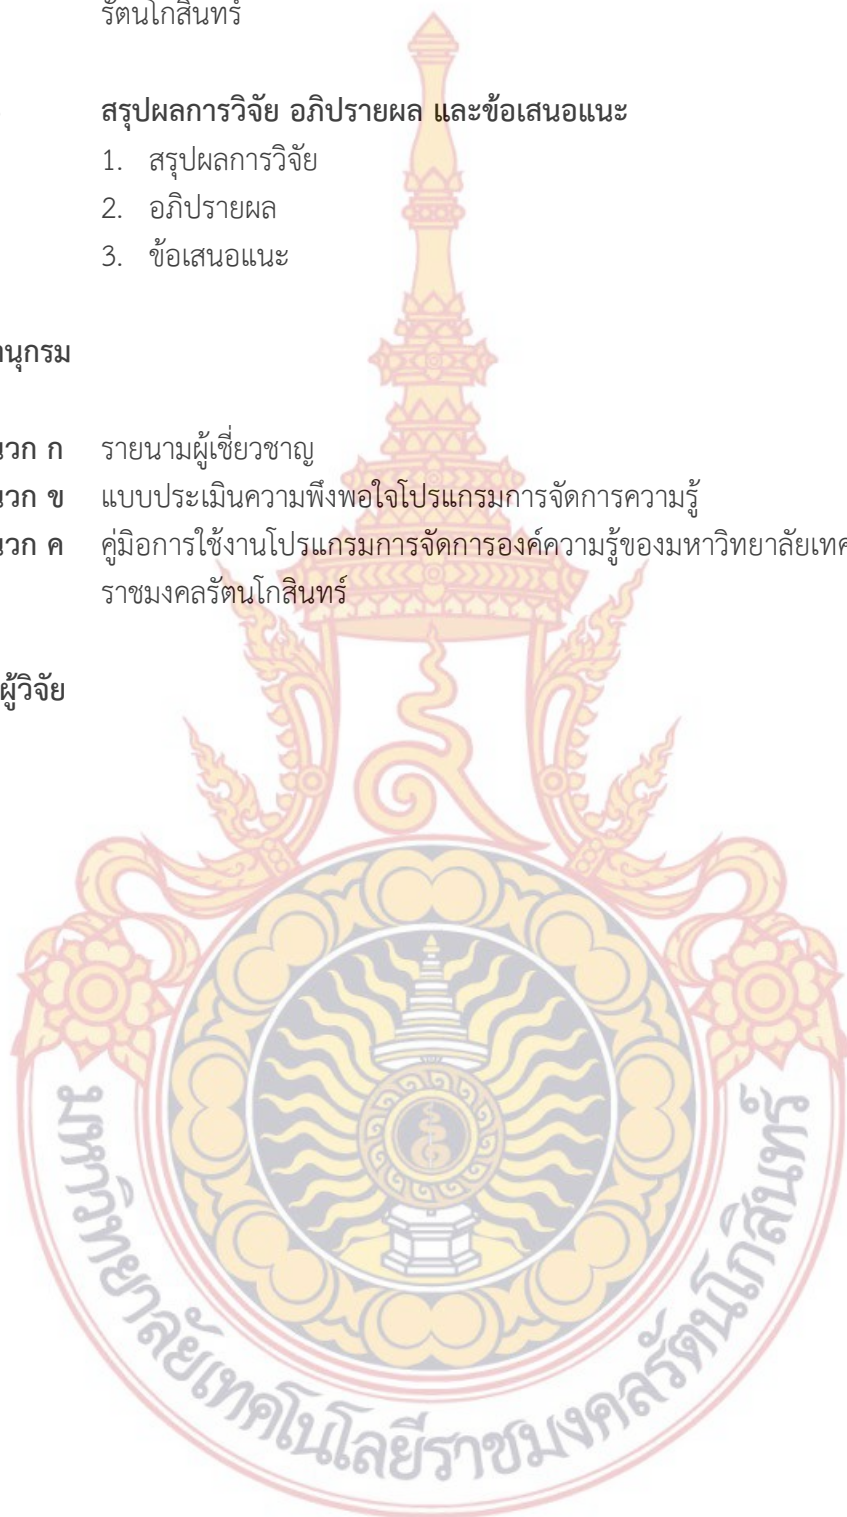 รัตนโกสินทร์
สรุปผลการวิจัย อภิปรายผล และข้อเสนอแนะ
1. สรุปผลการวิจัย
2. อภิปรายผล
3. ข้อเสนอแนะ
านุกรม
นวก ก รายนามผู้เชี่ยวชาญ
นวก ข แบบประเมินความพึงพอใจโปรแกรมการจัดการความรู้
นวก ค คู่มือการใช้งานโปรแกรมการจัดการองค์ความรู้ของมหาวิทยาลัยเทค
ราชมงคลรัตนโกสินทร์
ผู้วิจัย
มหาวิทยาลัยเทคโนโลยีราชมงคลรัตนโกสินทร์